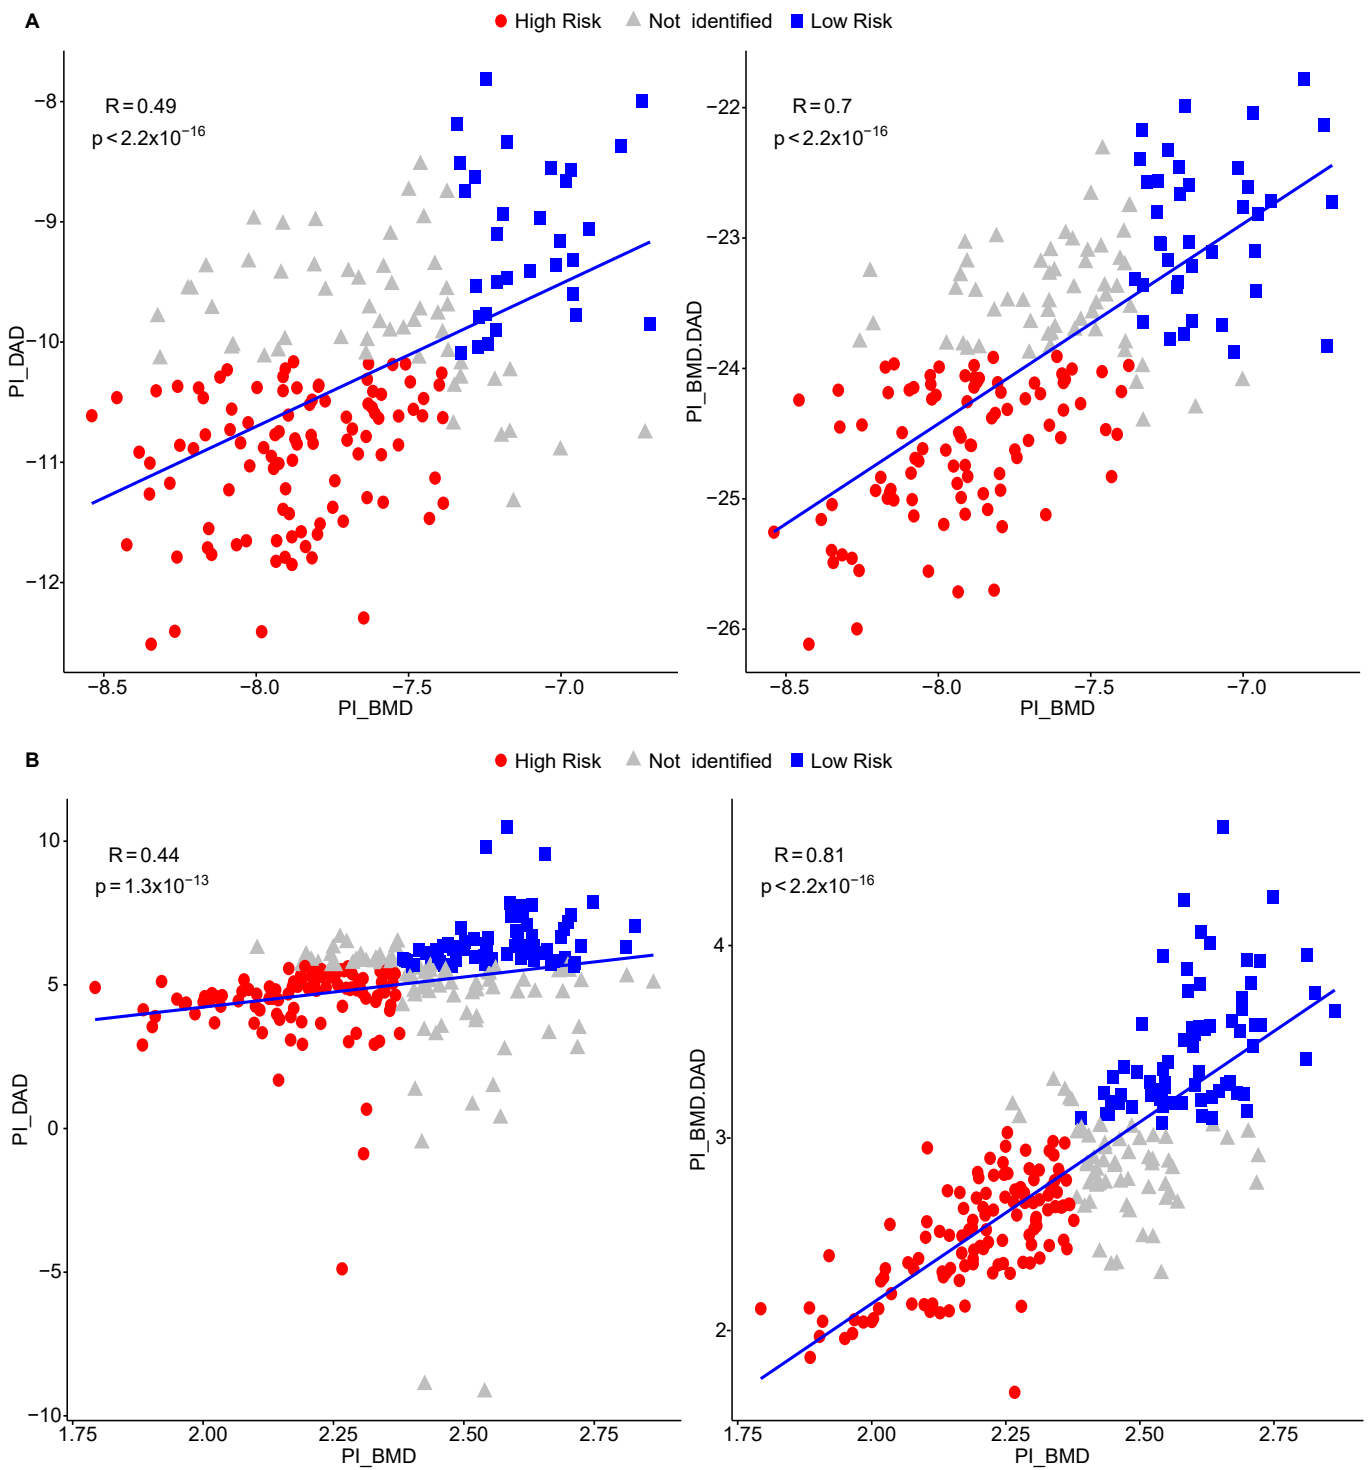 A
High Risk Not identified Low Risk
R=0.49
p<2.2x10−16
PI_DAD
−8
−9
−10
−11
−12
−8.5 −8.0 −7.5 −7.0
PI_BMD
R=0.7
p<2.2x10−16
PI_BMD.DAD
−22
−23
−24
−25
−26
−8.5 −8.0 −7.5 −7.0
PI_BMD
B
High Risk Not identified Low Risk
R=0.44
p=1.3x10−13
PI_DAD
10
5
0
−5
−10
1.75 2.00 2.25 2.50 2.75
PI_BMD
R=0.81
p<2.2x10−16
PI_BMD.DAD
4
3
2
1.75 2.00 2.25 2.50 2.75
PI_BMD